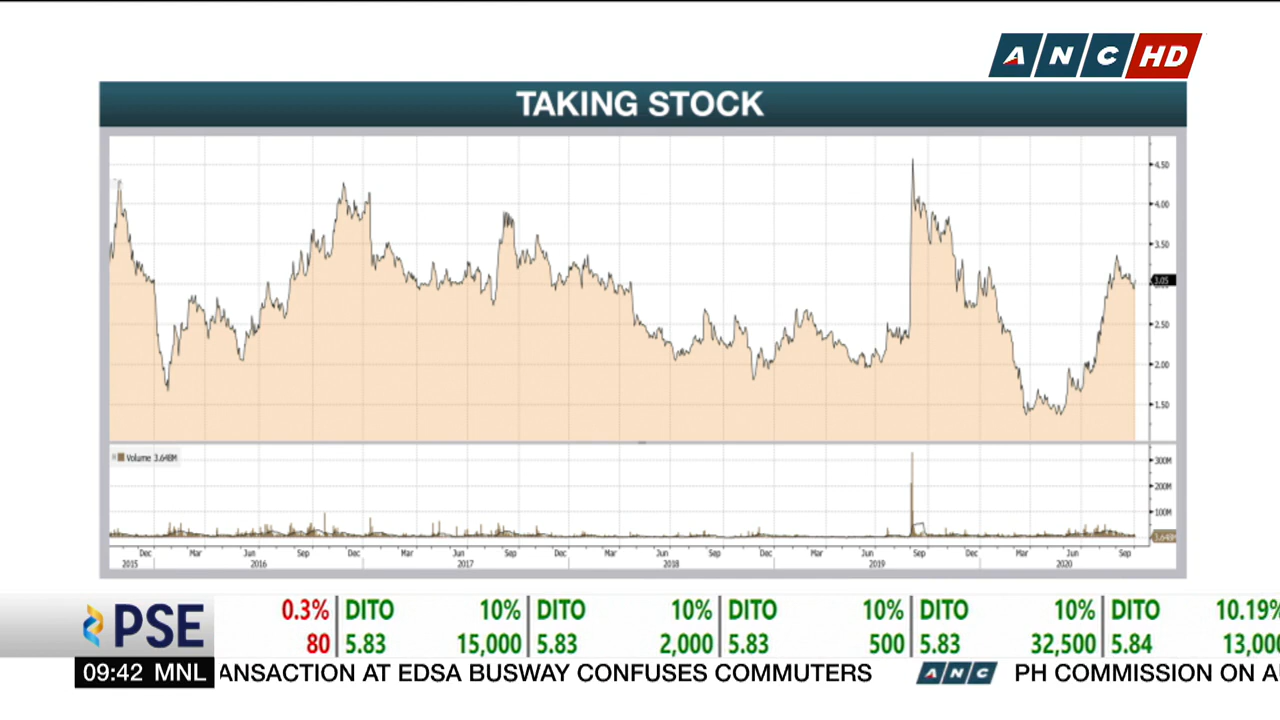 ANC HD
TAKING STOCK
4.50
4.00
3.50
3.05
2.50
2.00
1.50
Volume 3.648M
300M
200M
100M
3.648M
Dec Mar Jun Sep Dec Mar Jun Sep Dec Mar Jun Sep Dec Mar Jun Sep Dec Mar Jun Sep
2015 2016 2017 2018 2019 2020
PSE
0.3% DITO 10% DITO 10% DITO 10% DITO 10% DITO 10.19%
80 5.83 15,000 5.83 2,000 5.83 500 5.83 32,500 5.84 13,000
09:42 MNL ANSACTION AT EDSA BUSWAY CONFUSES COMMUTERS ANC PH COMMISSION ON A